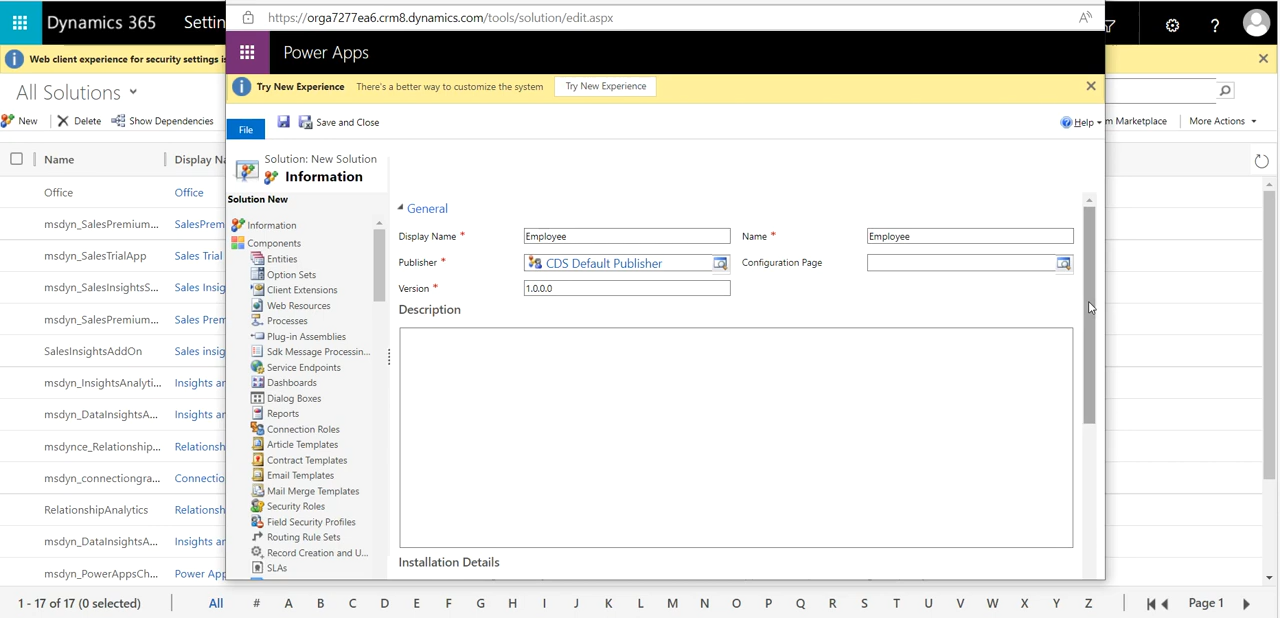 Dynamics 365
Settin
https://orga7277ea6.crm8.dynamics.com/tools/solution/edit.aspx
Power Apps
Web client experience for security settings is
Try New Experience There's a better way to customize the system Try New Experience
All Solutions
New Delete Show Dependencies
m Marketplace More Actions
File Save and Close Help
Solution: New Solution
Information
Solution New
Information
Components
Entities
Option Sets
Client Extensions
Web Resources
Processes
Plug-in Assemblies
Sdk Message Processin...
Service Endpoints
Dashboards
Dialog Boxes
Reports
Connection Roles
Article Templates
Contract Templates
Email Templates
Mail Merge Templates
Security Roles
Field Security Profiles
Routing Rule Sets
Record Creation and U...
SLAs
General
Display Name * Employee Name * Employee
Publisher * CDS Default Publisher Configuration Page
Version * 1.0.0.0
Description
Installation Details
Name Display Na
Office Office
msdyn_SalesPremium... SalesPrem
msdyn_SalesTrialApp Sales Trial
msdyn_SalesInsightsS... Sales Insig
msdyn_SalesPremium... Sales Prem
SalesInsightsAddOn Sales insig
msdyn_InsightsAnalyti... Insights ar
msdyn_DataInsightsA... Insights ar
msdynce_Relationship... Relationsh
msdyn_connectiongra... Connectio
RelationshipAnalytics Relationsh
msdyn_DataInsightsA... Insights ar
msdyn_PowerAppsCh... Power App
1 - 17 of 17 (0 selected) All # A B C D E F G H I J K L M N O P Q R S T U V W X Y Z Page 1